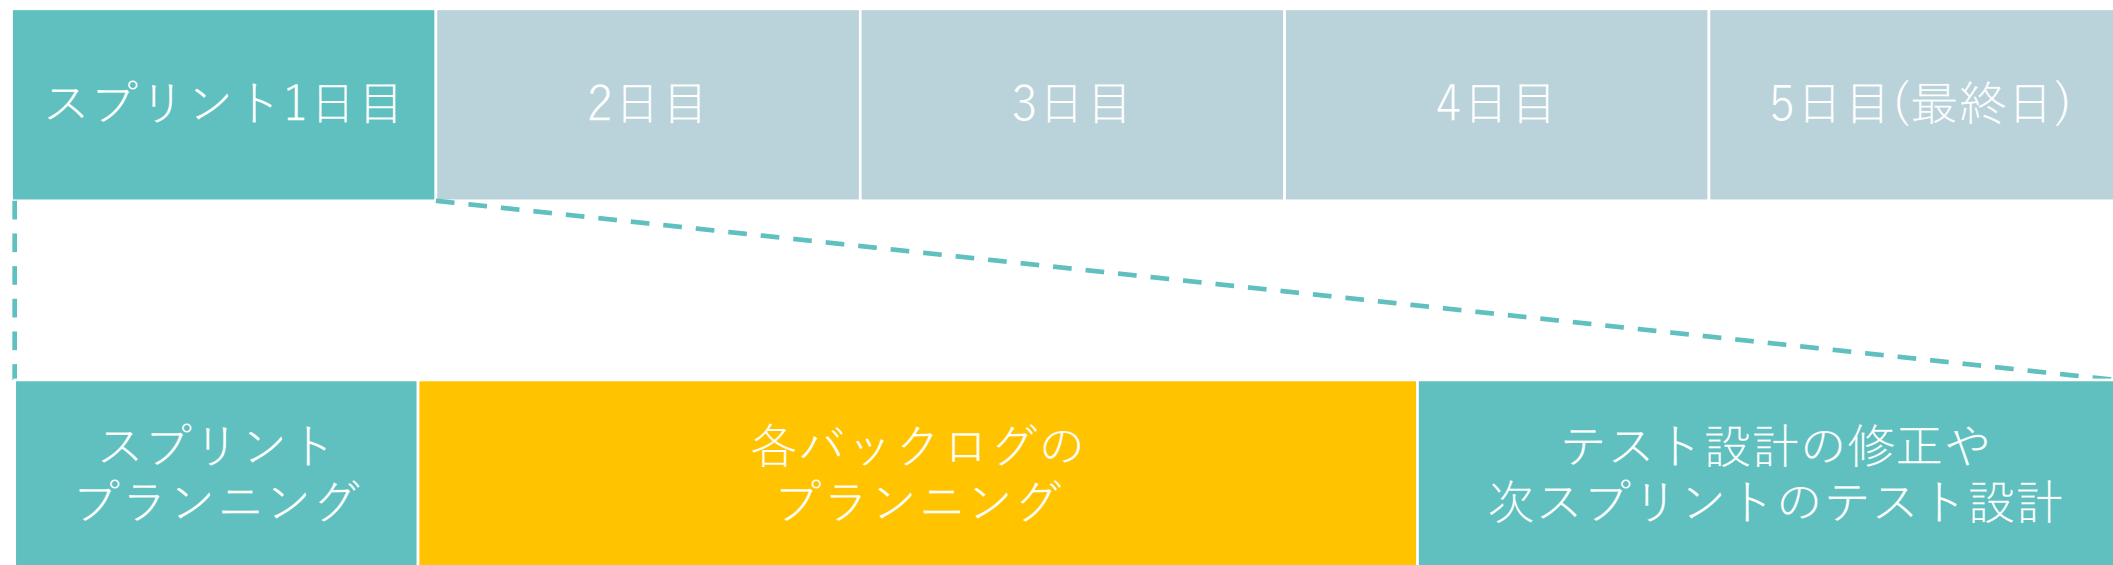 スプリント1日目
2日目
3日目
4日目
5日目(最終日)
スプリント
プランニング
各バックログの
プランニング
テスト設計の修正や
次スプリントのテスト設計